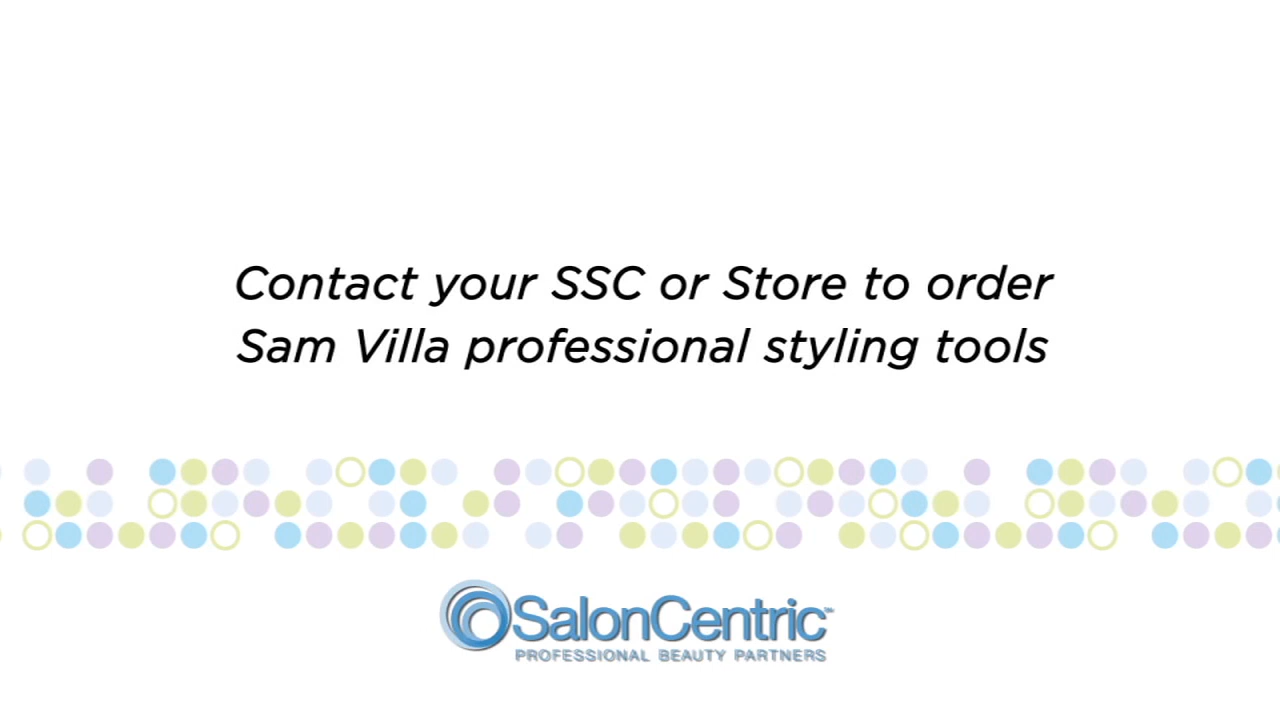 Contact your SSC or Store to order
Sam Villa professional styling tools
SalonCentric™
PROFESSIONAL BEAUTY PARTNERS